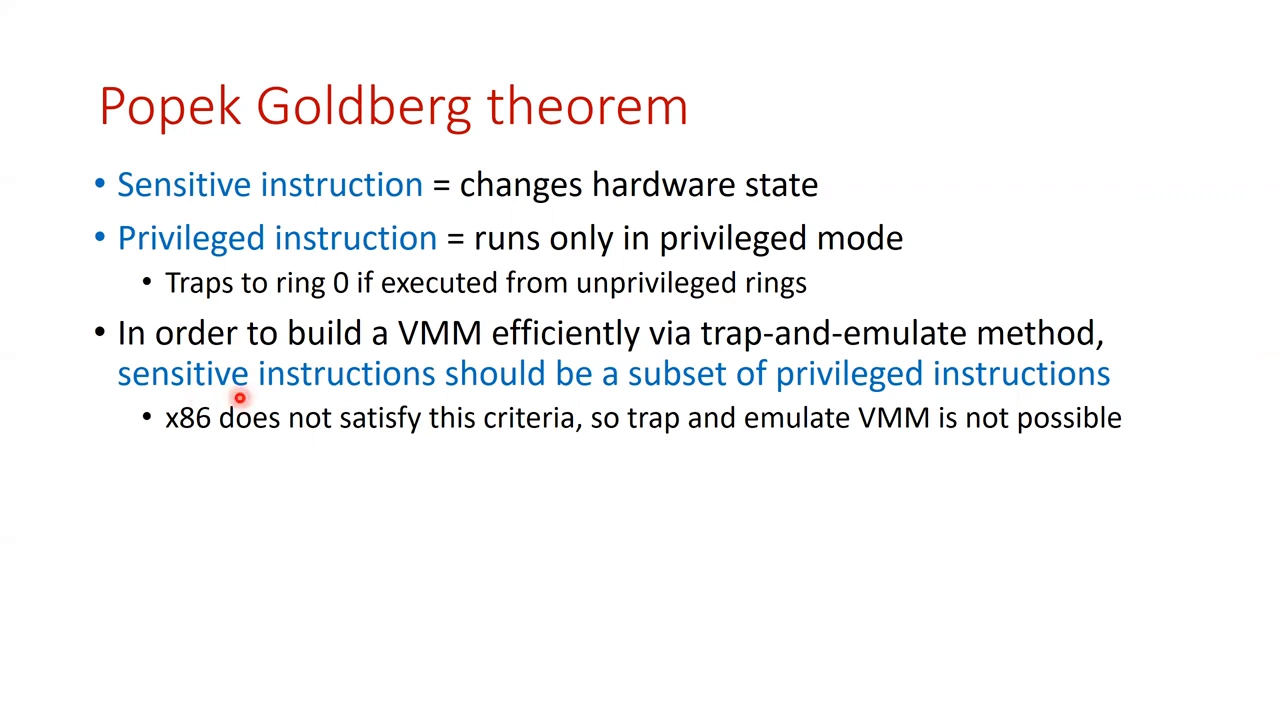 Popek Goldberg theorem
• Sensitive instruction = changes hardware state
• Privileged instruction = runs only in privileged mode
• Traps to ring 0 if executed from unprivileged rings
• In order to build a VMM efficiently via trap-and-emulate method,
sensitive instructions should be a subset of privileged instructions
• x86 does not satisfy this criteria, so trap and emulate VMM is not possible